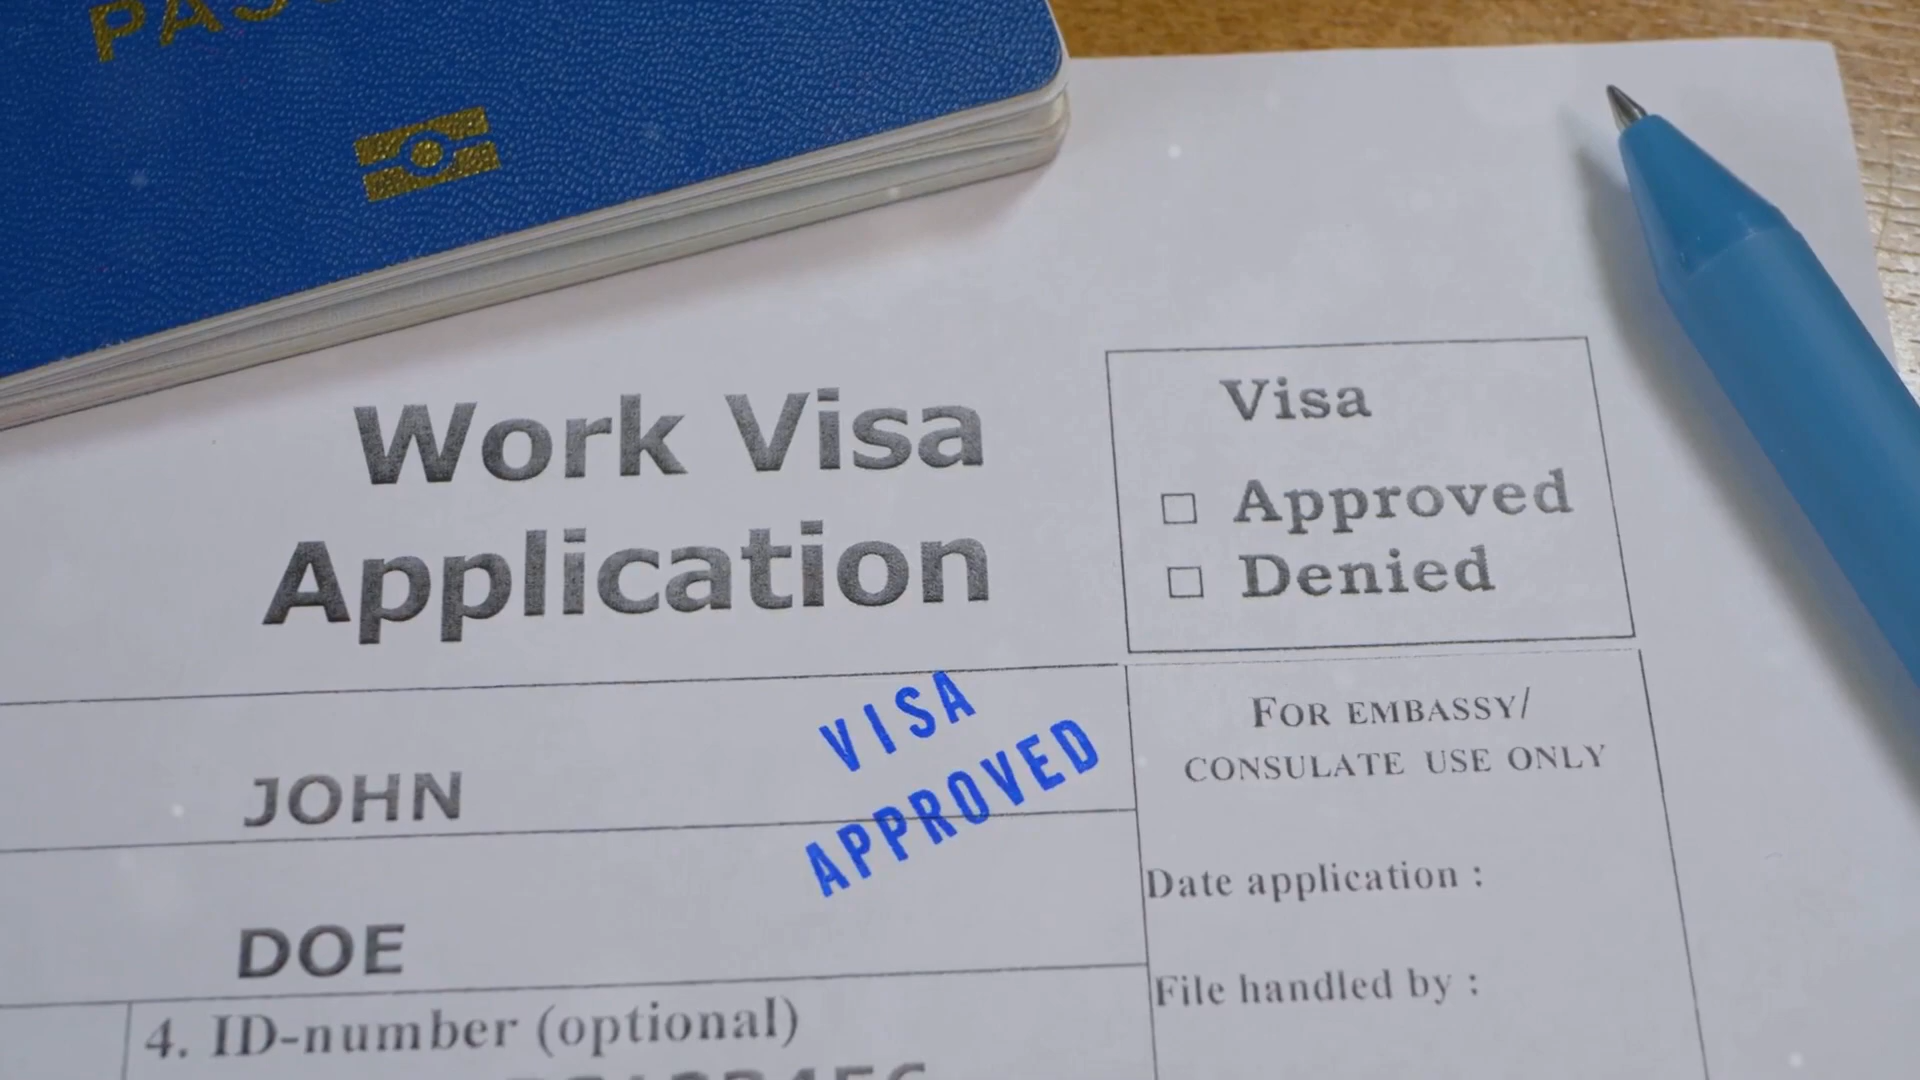 Work Visa
Application
Visa
☐ Approved
☐ Denied
JOHN
VISA
APPROVED
DOE
4. ID-number (optional)
FOR EMBASSY/
CONSULATE USE ONLY
Date application :
File handled by :